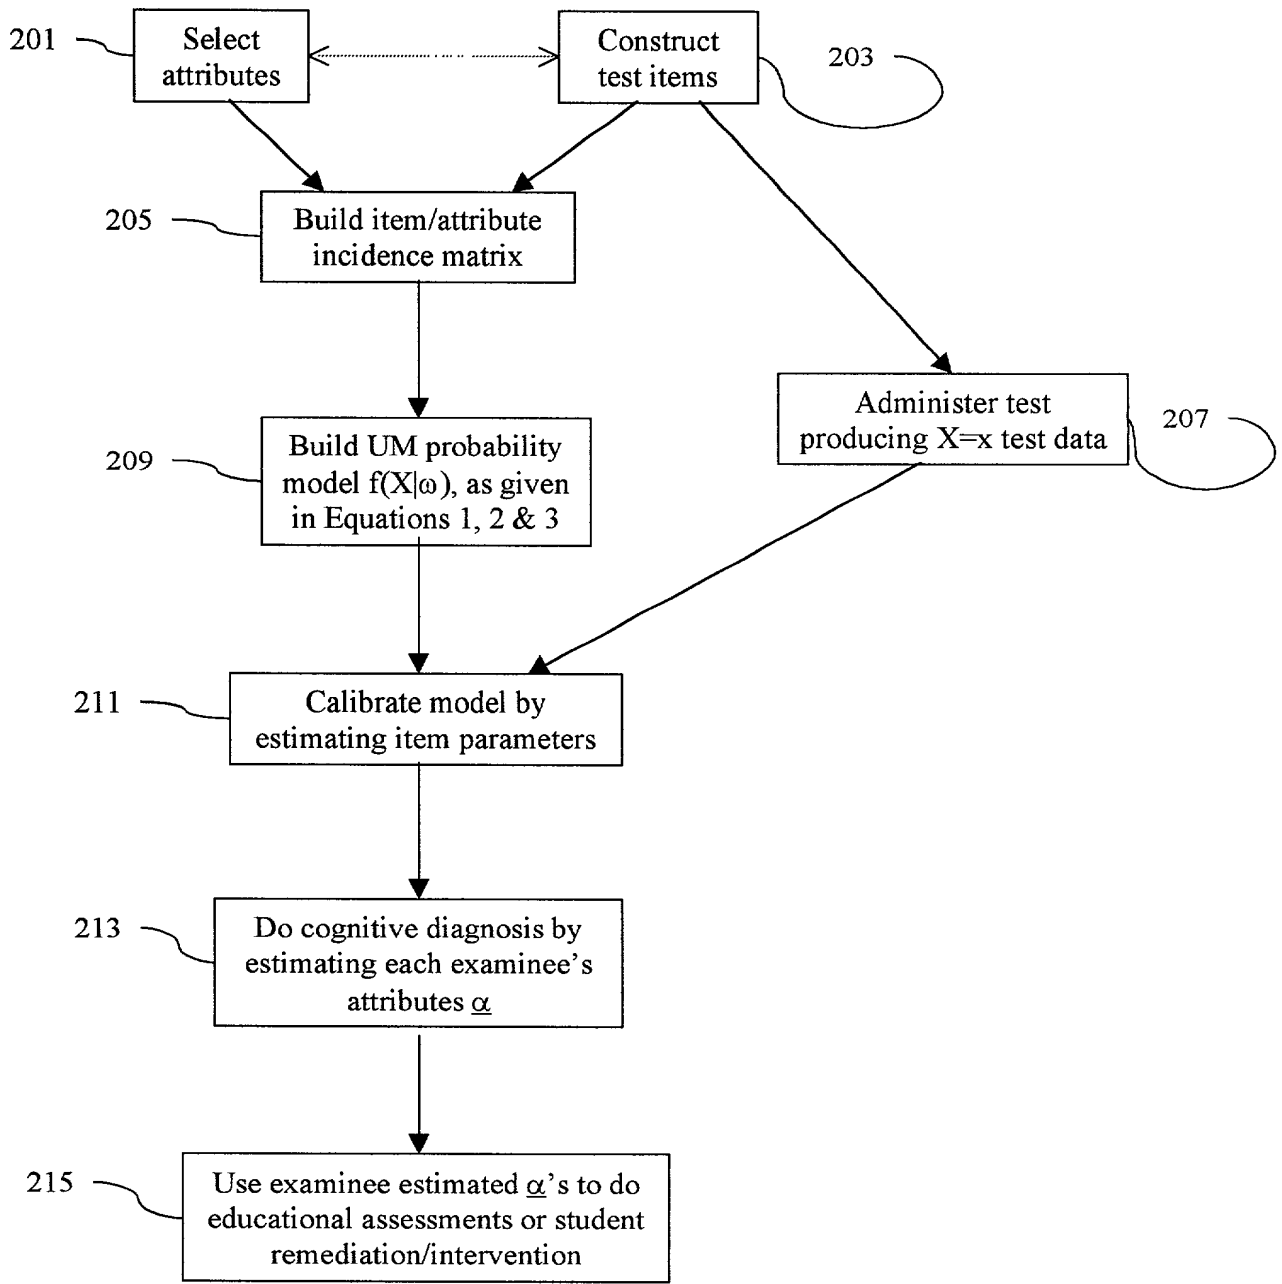 201
Select
attributes
Construct
test items
203
205
Build item/attribute
incidence matrix
Administer test
producing X=x test data
207
209
Build UM probability
model f(X|ω), as given
in Equations 1, 2 & 3
211
Calibrate model by
estimating item parameters
213
Do cognitive diagnosis by
estimating each examinee's
attributes α
215
Use examinee estimated α's to do
educational assessments or student
remediation/intervention